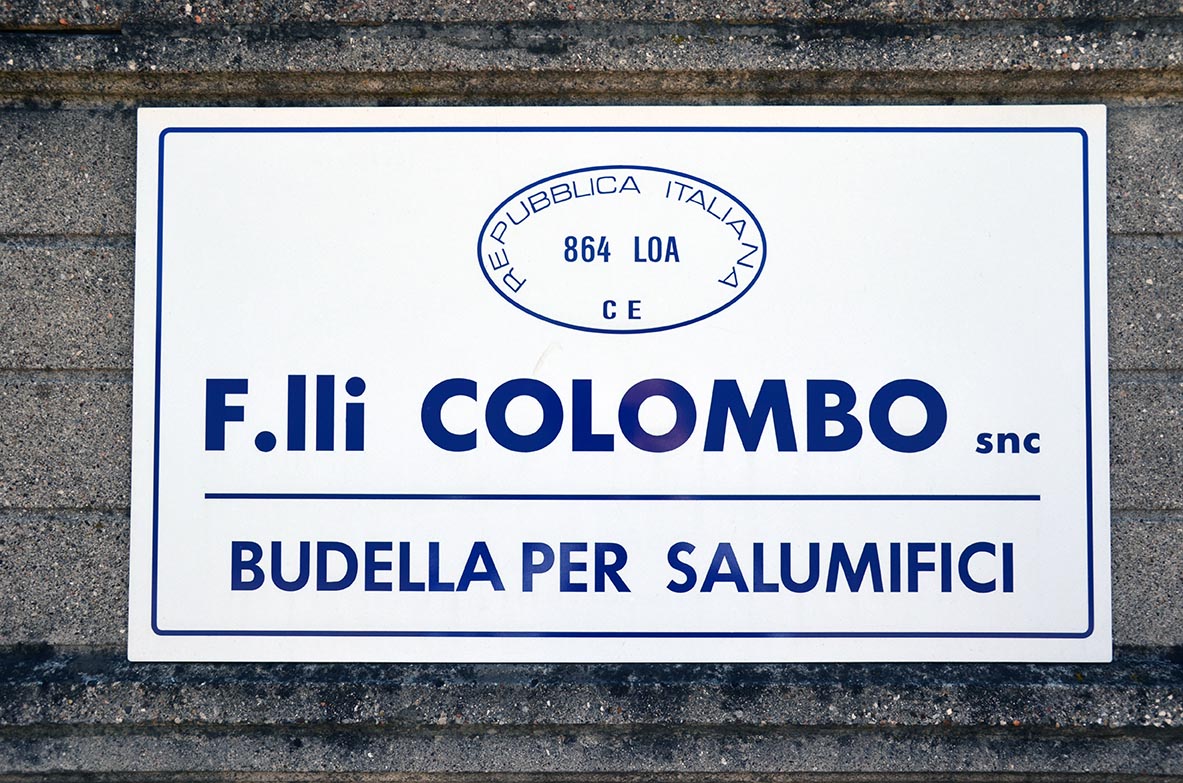 REPUBBLICA ITALIANA
864 LOA
CE
F.lli COLOMBO snc
BUDELLA PER SALUMIFICI